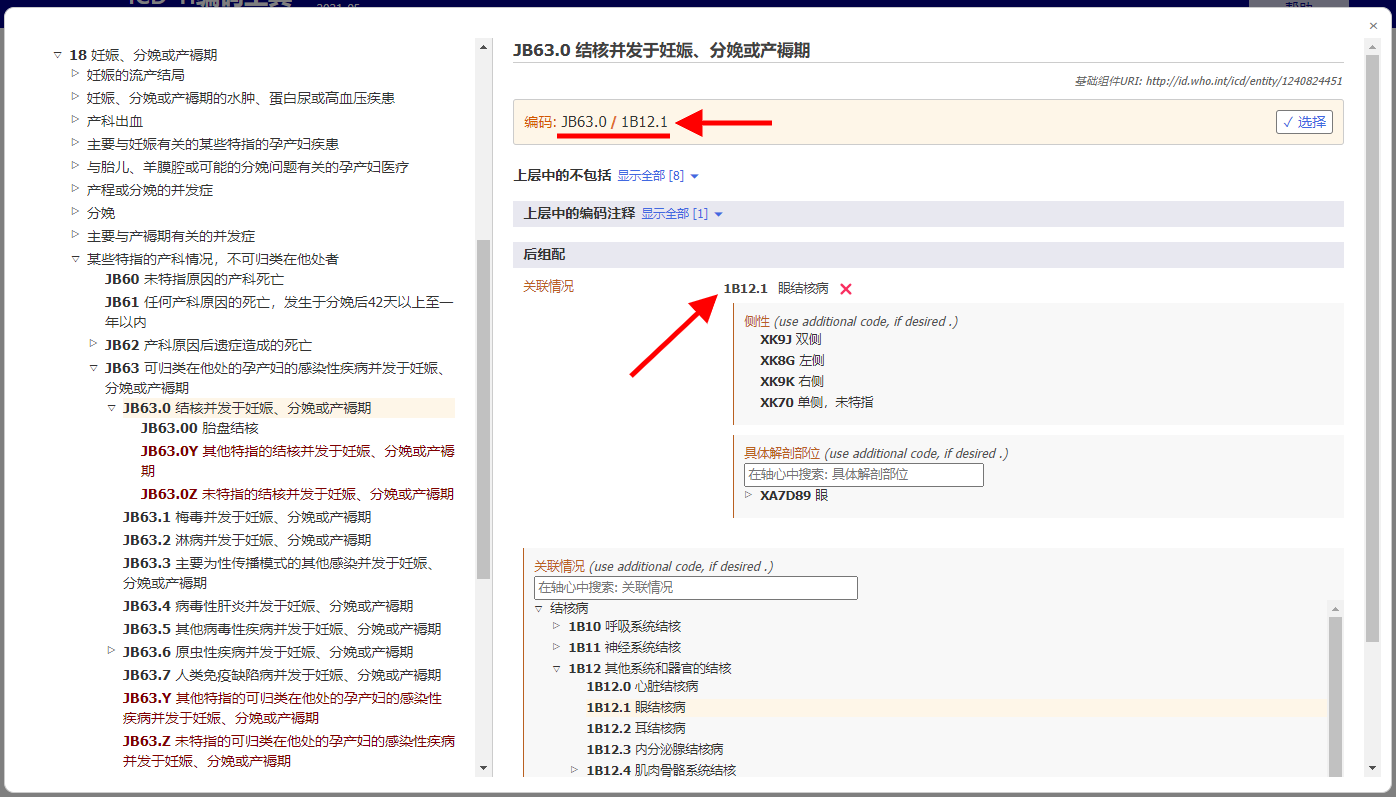 ICD-11编码工具 2021-05
帮助
×
18 妊娠、分娩或产褥期
妊娠的流产结局
妊娠、分娩或产褥期的水肿、蛋白尿或高血压疾患
产科出血
主要与妊娠有关的某些特指的孕产妇疾患
与胎儿、羊膜腔或可能的分娩问题有关的孕产妇医疗
产程或分娩的并发症
分娩
主要与产褥期有关的并发症
某些特指的产科情况，不可归类在他处者
JB60 未特指原因的产科死亡
JB61 任何产科原因的死亡，发生于分娩后42天以上至一
年以内
JB62 产科原因后遗症造成的死亡
JB63 可归类在他处的孕产妇的感染性疾病并发于妊娠、
分娩或产褥期
JB63.0 结核并发于妊娠、分娩或产褥期
JB63.00 胎盘结核
JB63.0Y 其他特指的结核并发于妊娠、分娩或产褥
期
JB63.0Z 未特指的结核并发于妊娠、分娩或产褥期
JB63.1 梅毒并发于妊娠、分娩或产褥期
JB63.2 淋病并发于妊娠、分娩或产褥期
JB63.3 主要为性传播模式的其他感染并发于妊娠、
分娩或产褥期
JB63.4 病毒性肝炎并发于妊娠、分娩或产褥期
JB63.5 其他病毒性疾病并发于妊娠、分娩或产褥期
JB63.6 原虫性疾病并发于妊娠、分娩或产褥期
JB63.7 人类免疫缺陷病并发于妊娠、分娩或产褥期
JB63.Y 其他特指的可归类在他处的孕产妇的感染性
疾病并发于妊娠、分娩或产褥期
JB63.Z 未特指的可归类在他处的孕产妇的感染性疾病
并发于妊娠、分娩或产褥期
JB63.0 结核并发于妊娠、分娩或产褥期
基础组件URI: http://id.who.int/icd/entity/1240824451
编码: JB63.0 / 1B12.1
✓ 选择
上层中的不包括 显示全部 [8]
上层中的编码注释 显示全部 [1]
后组配
关联情况
1B12.1 眼结核病
侧性 (use additional code, if desired .)
XK9J 双侧
XK8G 左侧
XK9K 右侧
XK70 单侧，未特指
具体解剖部位 (use additional code, if desired .)
在轴心中搜索: 具体解剖部位
XA7D89 眼
关联情况 (use additional code, if desired .)
在轴心中搜索: 关联情况
结核病
1B10 呼吸系统结核
1B11 神经系统结核
1B12 其他系统和器官的结核
1B12.0 心脏结核病
1B12.1 眼结核病
1B12.2 耳结核病
1B12.3 内分泌腺结核病
1B12.4 肌肉骨骼系统结核